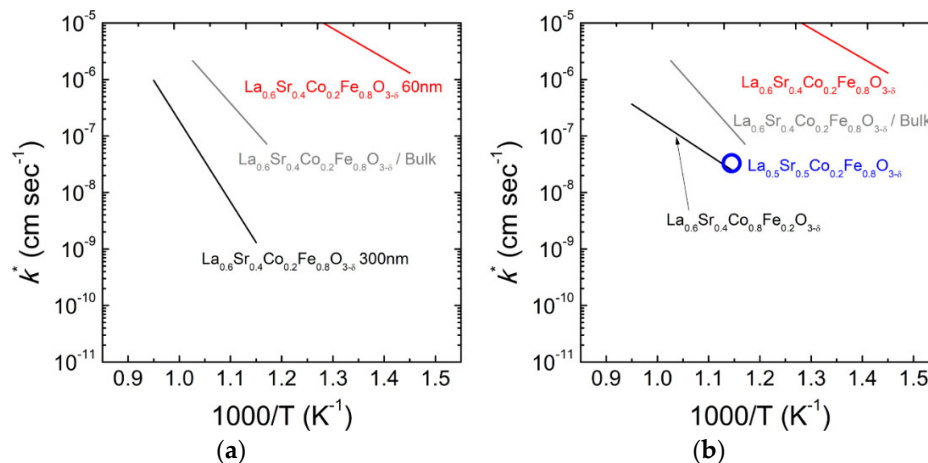 10⁻⁵
10⁻⁶
10⁻⁷
10⁻⁸
10⁻⁹
10⁻¹⁰
10⁻¹¹
k* (cm sec⁻¹)
La₀.₆Sr₀.₄Co₀.₂Fe₀.₈O₃₋δ 60nm
La₀.₆Sr₀.₄Co₀.₂Fe₀.₈O₃₋δ / Bulk
La₀.₆Sr₀.₄Co₀.₂Fe₀.₈O₃₋δ 300nm
0.9 1.0 1.1 1.2 1.3 1.4 1.5
1000/T (K⁻¹)
(a)
10⁻⁵
10⁻⁶
10⁻⁷
10⁻⁸
10⁻⁹
10⁻¹⁰
10⁻¹¹
k* (cm sec⁻¹)
La₀.₆Sr₀.₄Co₀.₂Fe₀.₈O₃₋δ
La₀.₆Sr₀.₄Co₀.₂Fe₀.₈O₃₋δ / Bulk
La₀.₅Sr₀.₅Co₀.₂Fe₀.₈O₃₋δ
La₀.₆Sr₀.₄Co₀.₈Fe₀.₂O₃₋δ
0.9 1.0 1.1 1.2 1.3 1.4 1.5
1000/T (K⁻¹)
(b)